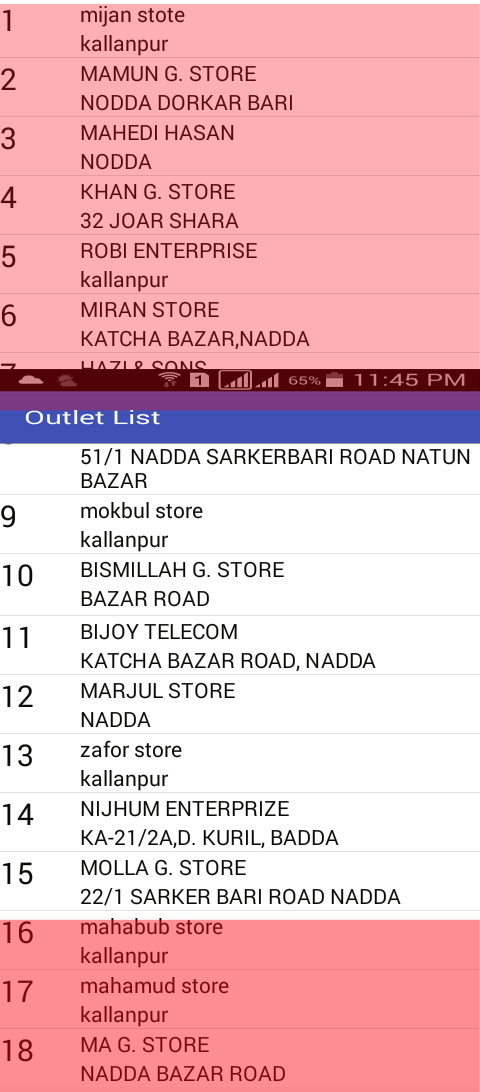 1
mijan stote
kallanpur
2
MAMUN G. STORE
NODDA DORKAR BARI
3
MAHEDI HASAN
NODDA
4
KHAN G. STORE
32 JOAR SHARA
5
ROBI ENTERPRISE
kallanpur
6
MIRAN STORE
KATCHA BAZAR,NADDA
7
HAZI & SONS
1
65%
11:45 PM
Outlet List
51/1 NADDA SARKERBARI ROAD NATUN
BAZAR
9
mokbul store
kallanpur
10
BISMILLAH G. STORE
BAZAR ROAD
11
BIJOY TELECOM
KATCHA BAZAR ROAD, NADDA
12
MARJUL STORE
NADDA
13
zafor store
kallanpur
14
NIJHUM ENTERPRIZE
KA-21/2A,D. KURIL, BADDA
15
MOLLA G. STORE
22/1 SARKER BARI ROAD NADDA
16
mahabub store
kallanpur
17
mahamud store
kallanpur
18
MA G. STORE
NADDA BAZAR ROAD